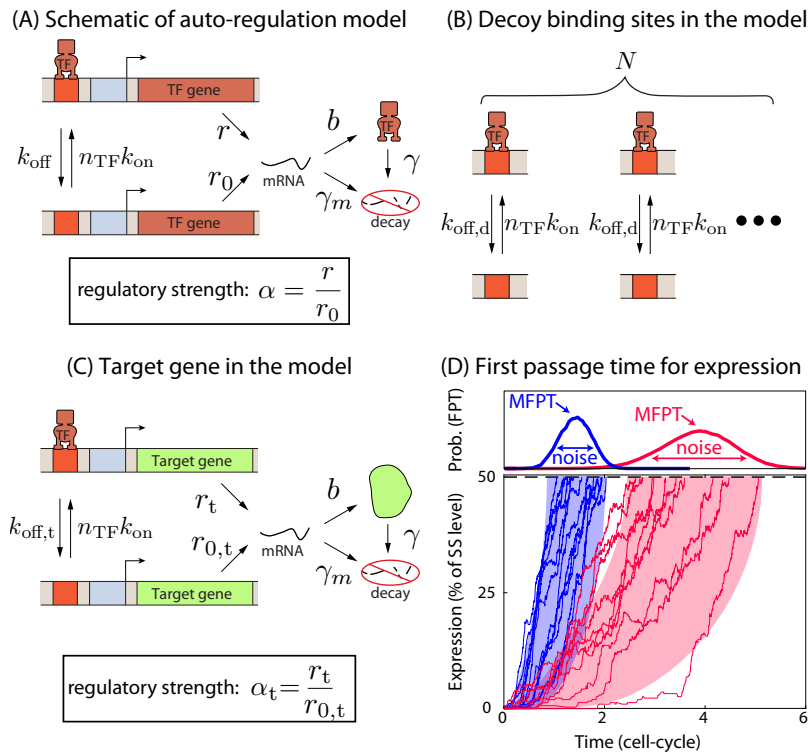 (A) Schematic of auto-regulation model
TF
TF gene
r
k_off
n_TF k_on
r_0
mRNA
b
TF
γ
γ_m
decay
TF gene
regulatory strength: α = r / r_0
(B) Decoy binding sites in the model
N
TF
TF
k_off,d
n_TF k_on
k_off,d
n_TF k_on
(C) Target gene in the model
TF
Target gene
r_t
k_off,t
n_TF k_on
r_0,t
mRNA
b
γ
γ_m
decay
Target gene
regulatory strength: α_t = r_t / r_0,t
(D) First passage time for expression
Prob. (FPT)
MFPT
noise
MFPT
noise
Expression (% of SS level)
50
25
0
0 2 4 6
Time (cell-cycle)